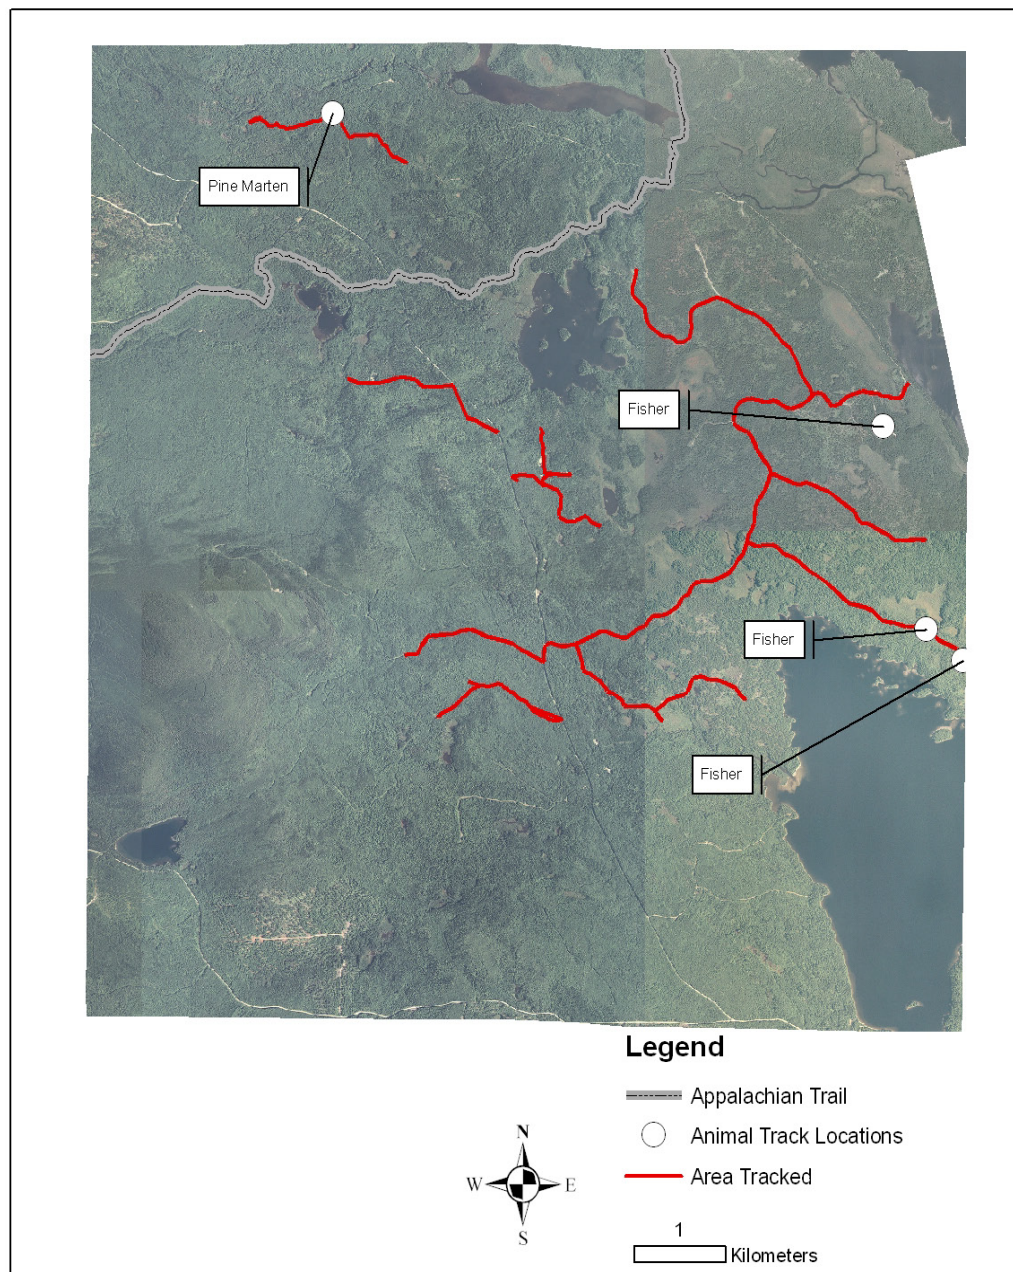 Pine Marten
Fisher
Fisher
Fisher
Legend
Appalachian Trail
Animal Track Locations
Area Tracked
N
W
E
S
1
Kilometers